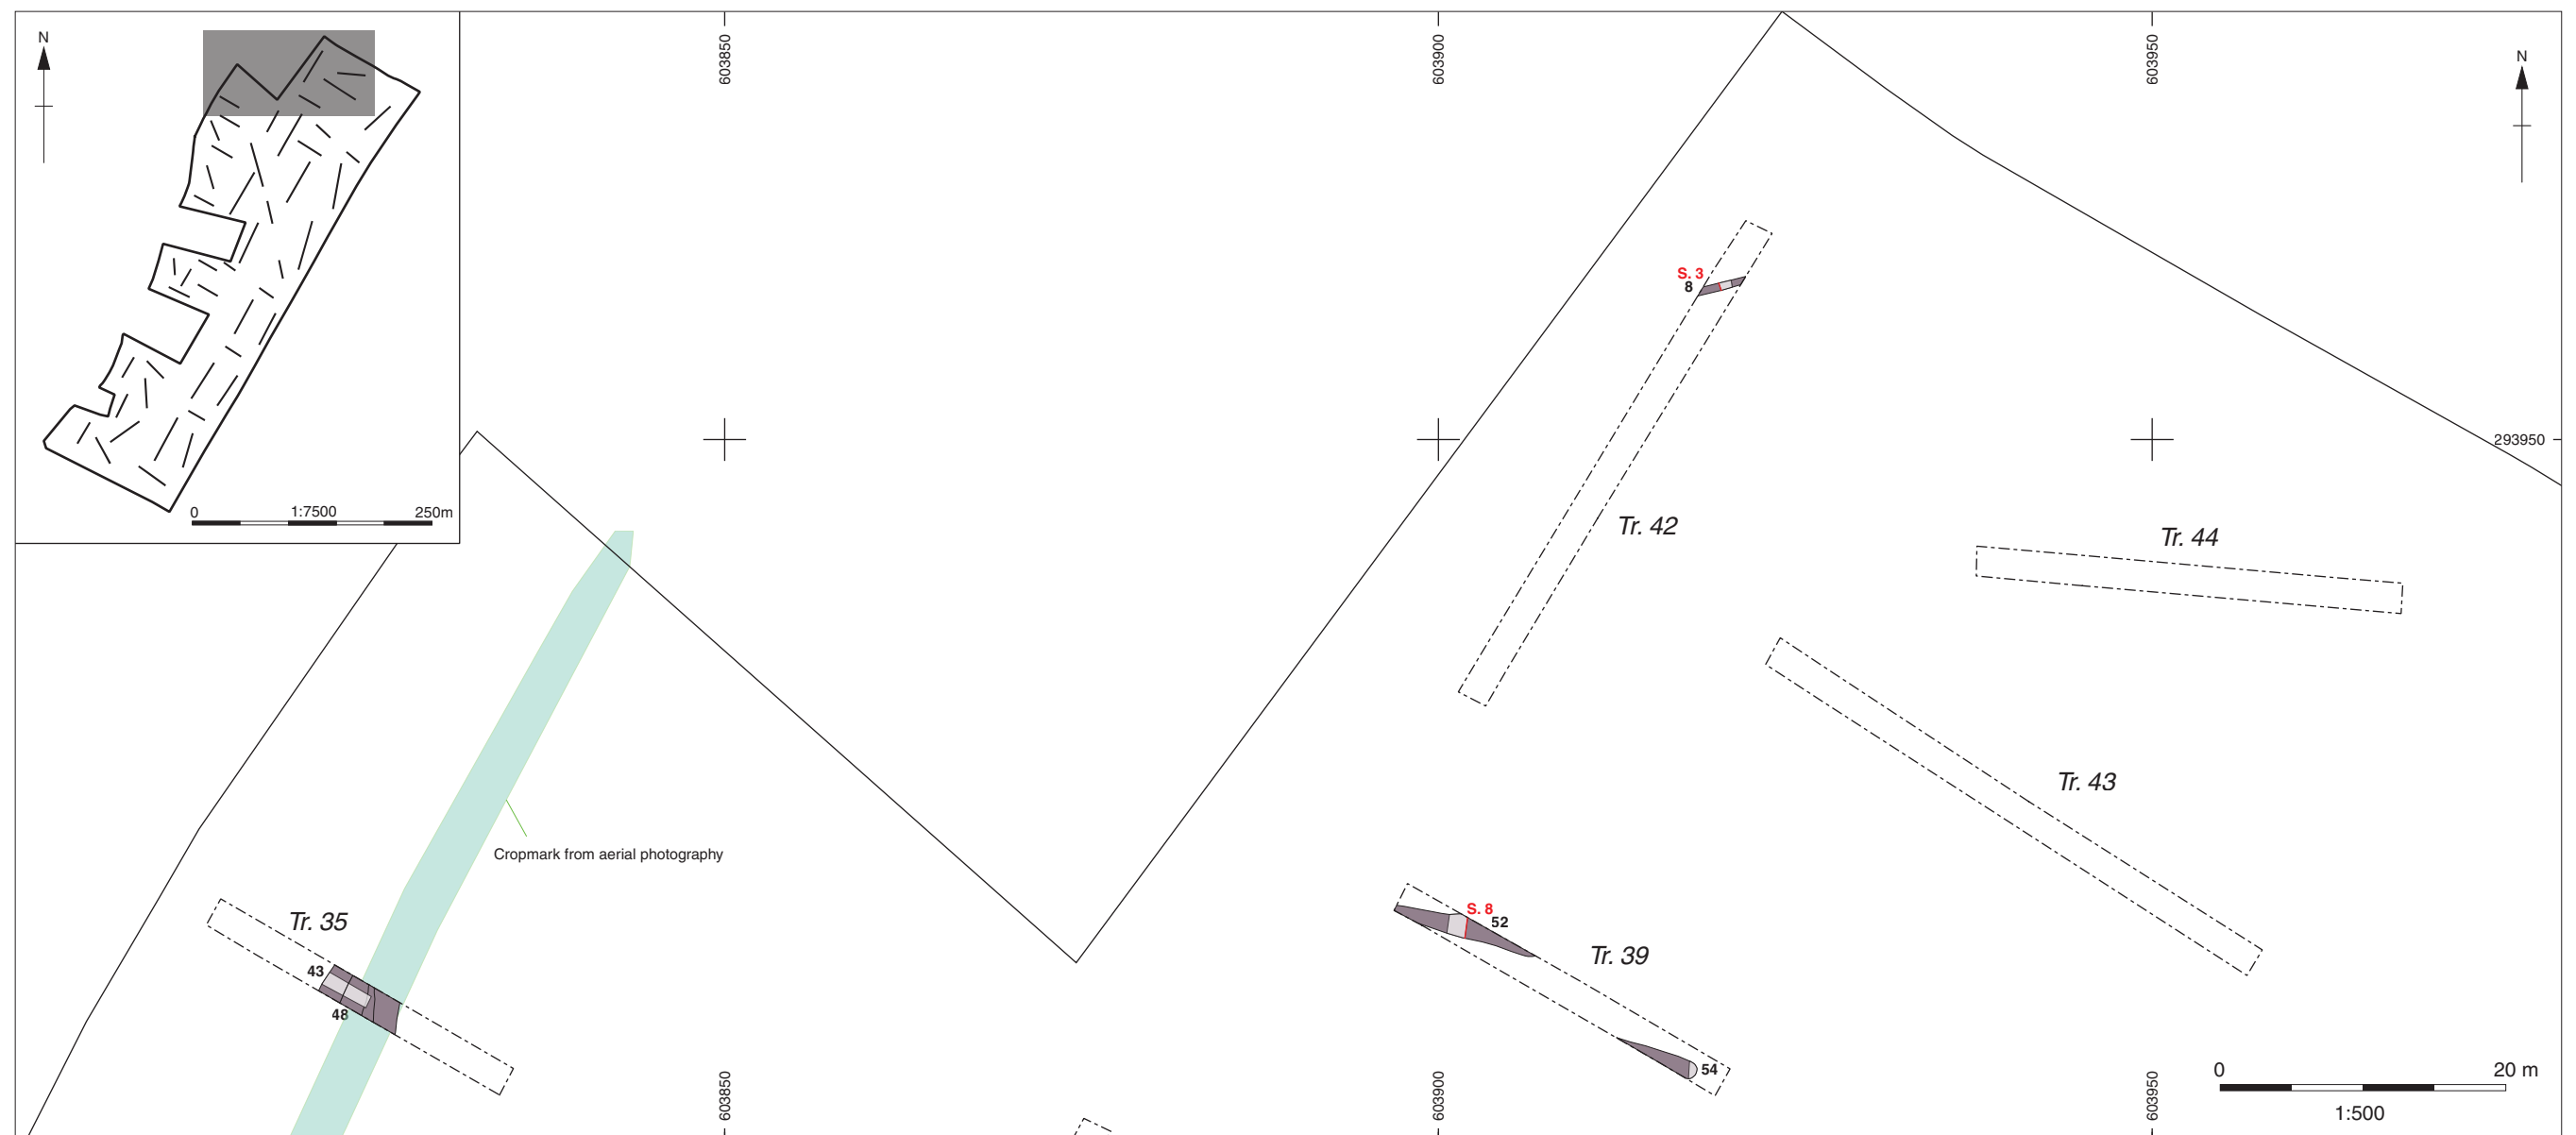 N
0 1:7500 250m
603850
603900
603950
N
S. 3
8
293950
Tr. 42
Tr. 44
Tr. 43
Cropmark from aerial photography
Tr. 35
43
48
S. 8
52
Tr. 39
54
603850
603900
603950
0 20 m
1:500